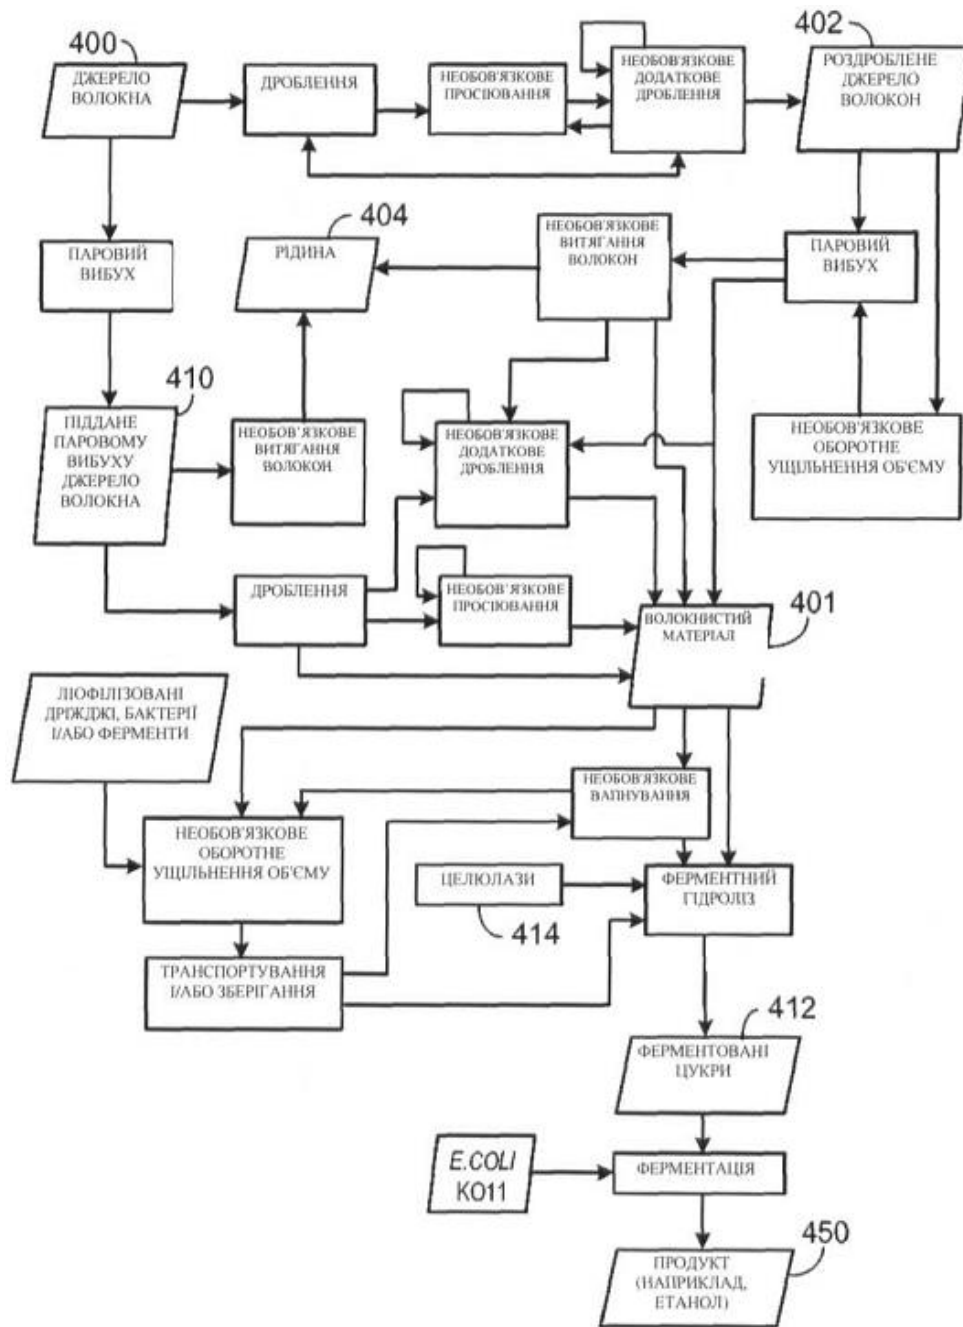 400
ДЖЕРЕЛО
ВОЛОКНА
ДРОБЛЕННЯ
НЕОБОВ'ЯЗКОВЕ
ПРОСІЮВАННЯ
НЕОБОВ'ЯЗКОВЕ
ДОДАТКОВЕ
ДРОБЛЕННЯ
402
РОЗДРОБЛЕНЕ
ДЖЕРЕЛО
ВОЛОКОН
ПАРОВИЙ
ВИБУХ
404
РІДИНА
НЕОБОВ'ЯЗКОВЕ
ВИТЯГАННЯ
ВОЛОКОН
ПАРОВИЙ
ВИБУХ
410
ПІДДАНЕ
ПАРОВОМУ
ВИБУХУ
ДЖЕРЕЛО
ВОЛОКНА
НЕОБОВ'ЯЗКОВЕ
ВИТЯГАННЯ
ВОЛОКОН
НЕОБОВ'ЯЗКОВЕ
ДОДАТКОВЕ
ДРОБЛЕННЯ
НЕОБОВ'ЯЗКОВЕ
ОБОРОТНЕ
УЩІЛЬНЕННЯ ОБ'ЄМУ
ДРОБЛЕННЯ
НЕОБОВ'ЯЗКОВЕ
ПРОСІЮВАННЯ
401
ВОЛОКНИСТИЙ
МАТЕРІАЛ
ЛІОФІЛІЗОВАНІ
ДРІЖДЖІ, БАКТЕРІЇ
І/АБО ФЕРМЕНТИ
НЕОБОВ'ЯЗКОВЕ
ВАПНУВАННЯ
НЕОБОВ'ЯЗКОВЕ
ОБОРОТНЕ
УЩІЛЬНЕННЯ ОБ'ЄМУ
ЦЕЛЮЛАЗИ
414
ФЕРМЕНТНИЙ
ГІДРОЛІЗ
ТРАНСПОРТУВАННЯ
І/АБО ЗБЕРІГАННЯ
412
ФЕРМЕНТОВАНІ
ЦУКРИ
E.COLI
KO11
ФЕРМЕНТАЦІЯ
450
ПРОДУКТ
(НАПРИКЛАД,
ЕТАНОЛ)